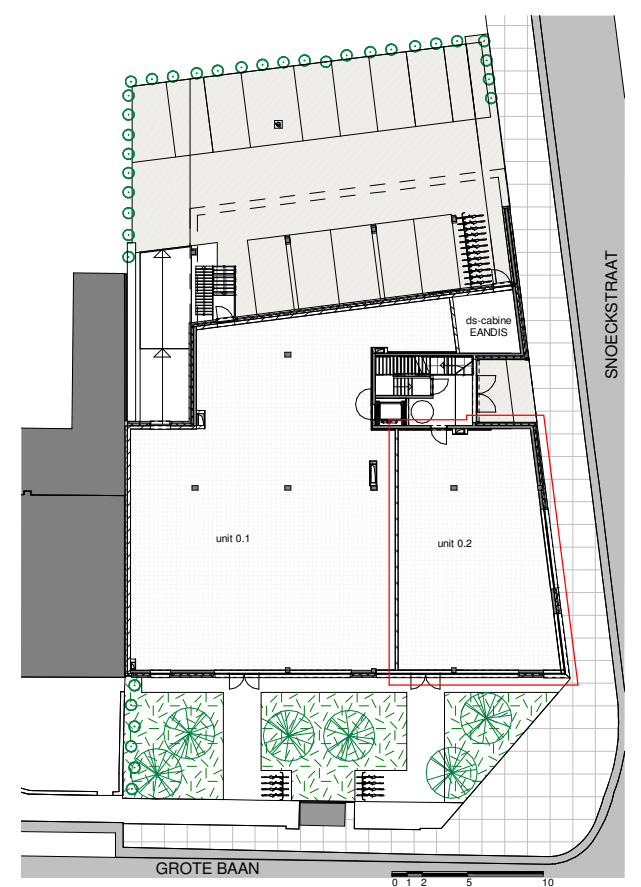 SNOECKSTRAAT
ds-cabine
EANDIS
unit 0.1
unit 0.2
GROTE BAAN
0 1 2 5 10